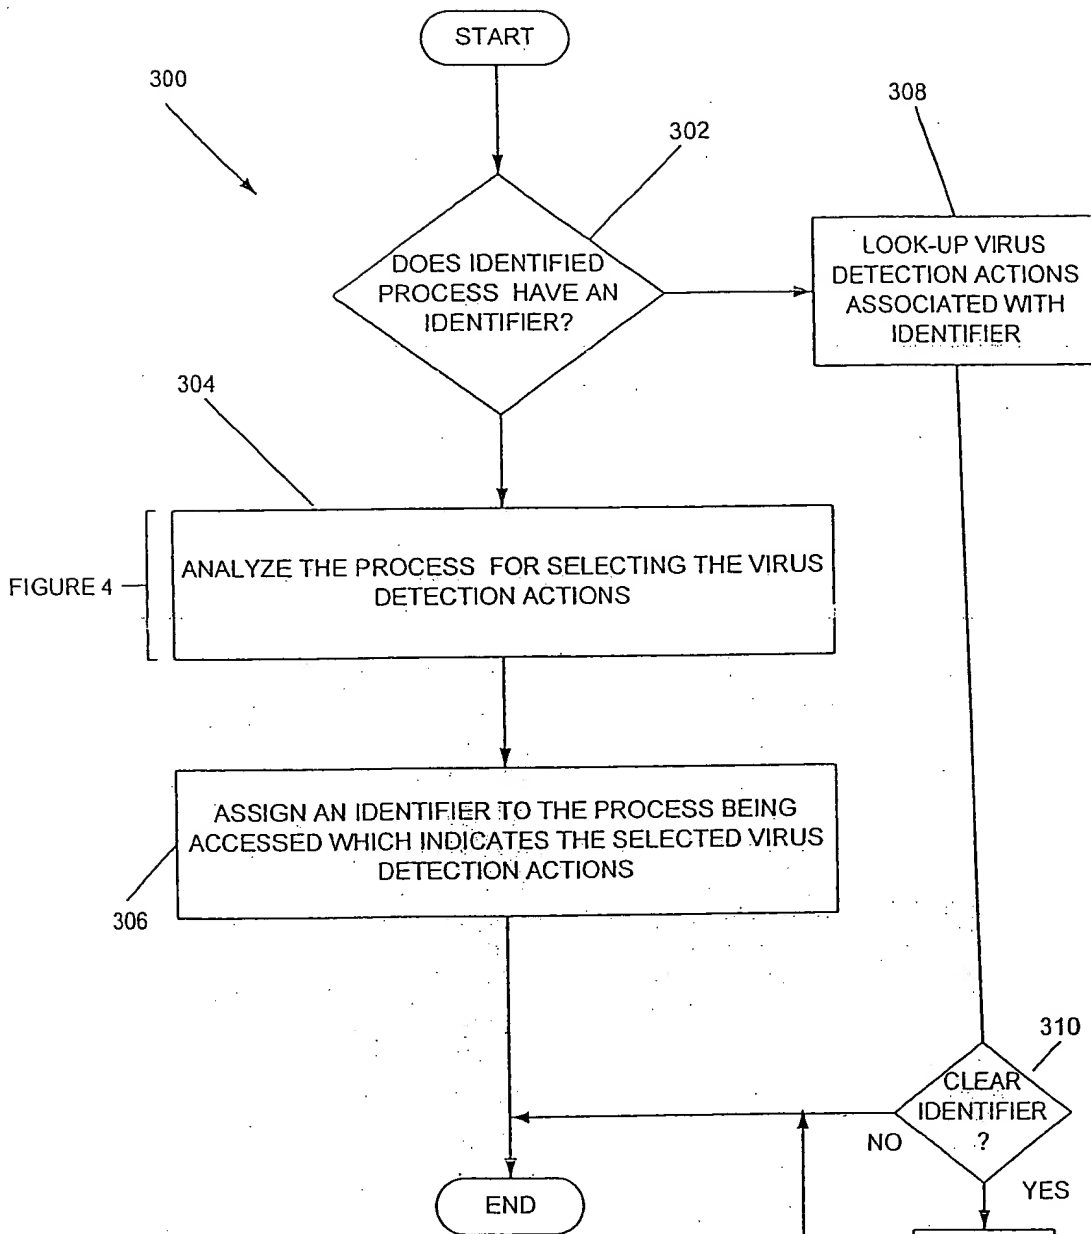 START
300
302
308
DOES IDENTIFIED
PROCESS HAVE AN
IDENTIFIER?
LOOK-UP VIRUS
DETECTION ACTIONS
ASSOCIATED WITH
IDENTIFIER
304
FIGURE 4
ANALYZE THE PROCESS FOR SELECTING THE VIRUS
DETECTION ACTIONS
ASSIGN AN IDENTIFIER TO THE PROCESS BEING
ACCESSED WHICH INDICATES THE SELECTED VIRUS
DETECTION ACTIONS
306
310
CLEAR
IDENTIFIER
?
NO
YES
END